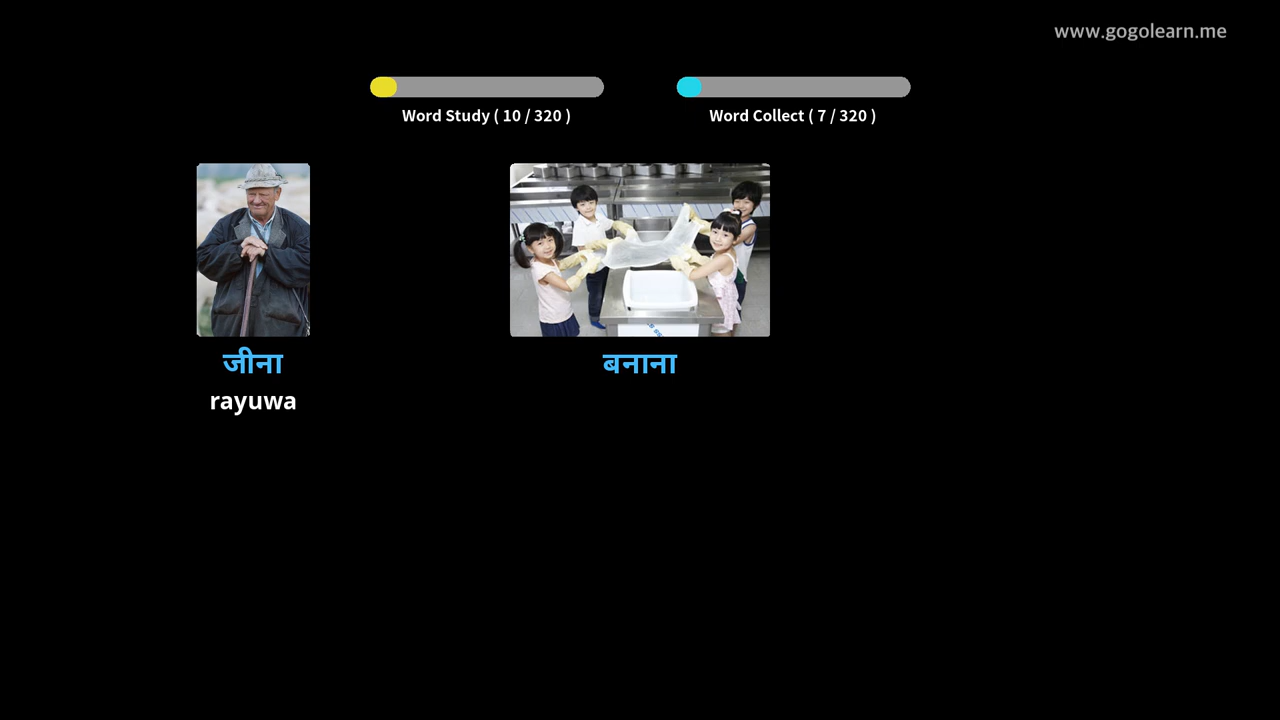 www.gogolearn.me
Word Study ( 10 / 320 )
Word Collect ( 7 / 320 )
जीना
बनाना
rayuwa